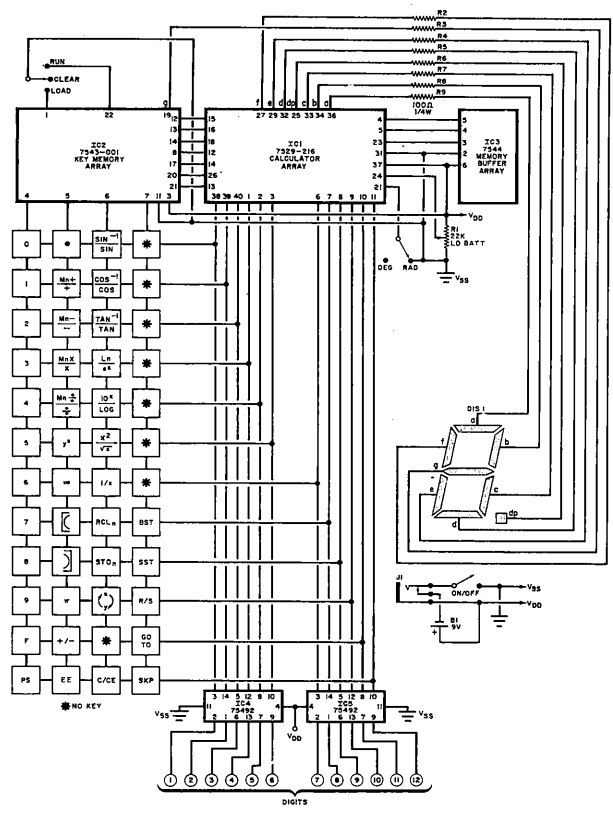 R2
R3
R4
R5
R6
R7
R8
R9
100Ω
1/4W
RUN
CLEAR
LOAD
g f e d dp c b a
1 22 19
27 29 32 25 33 34 36
IC2
7543-001
KEY MEMORY
ARRAY
12 13 14 8 17 20 21
15 16 18 12 14 26 13
IC1
7529-216
CALCULATOR
ARRAY
4 5 23 31 37 24 21
5 4 3 2 6
IC3
7544
MEMORY
BUFFER
ARRAY
4 5 6 7 11 3
38 39 40 1 2 3 6 7 8 9 10 11
VDD
R1
22K
LO BATT
VSS
DEG RAD
0 • SIN⁻¹ SIN ✱
1 Mn+ + COS⁻¹ COS ✱
2 Mn− − TAN⁻¹ TAN ✱
3 MnX X Ln eˣ ✱
4 Mn÷ ÷ 10ˣ LOG ✱
5 yˣ X² √x ✱
6 = 1/x ✱
7 ( RCLn BST
8 ) STOn SST
9 π (x y) R/S
F +/− ✱ GO TO
PS EE C/CE SKP
✱NO KEY
DIS 1
a
f b
g
e c
d dp
J1
V
ON/OFF
VSS
VDD
B1
9V
+
3 14 5 12 8 10
3 14 5 12 8 10
VSS 11 IC4 75492 4
4 IC5 75492 11 VSS
VDD
2 1 6 13 7 9
2 1 6 13 7 9
1 2 3 4 5 6 7 8 9 10 11 12
DIGITS